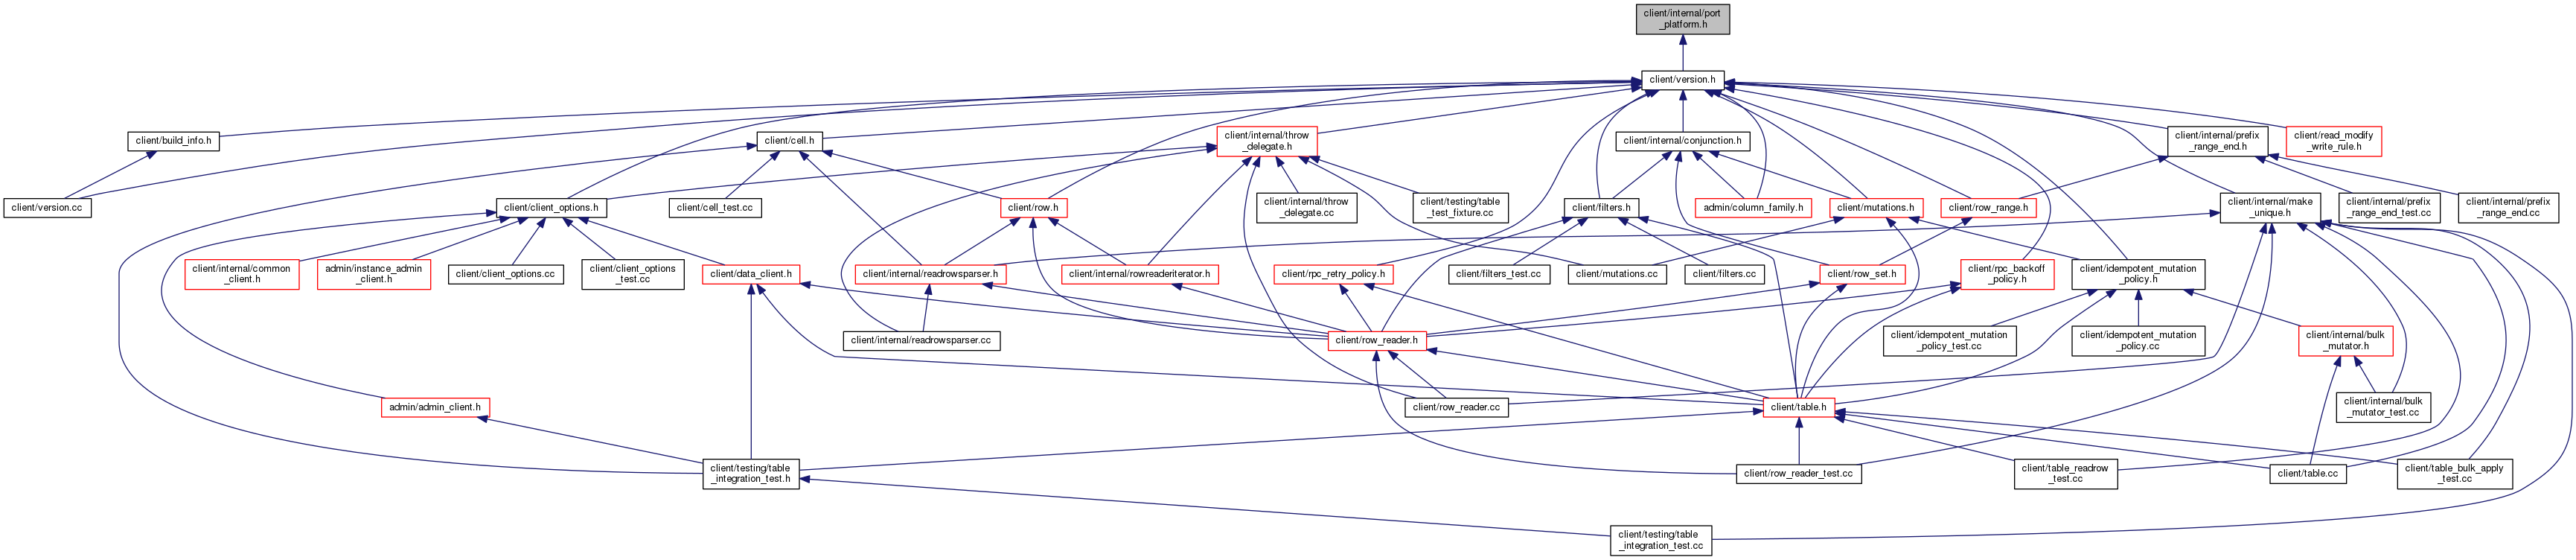 client/internal/port
_platform.h
client/version.h
client/build_info.h
client/cell.h
client/internal/throw
_delegate.h
client/internal/conjunction.h
client/internal/prefix
_range_end.h
client/read_modify
_write_rule.h
client/version.cc
client/client_options.h
client/cell_test.cc
client/row.h
client/internal/throw
_delegate.cc
client/testing/table
_test_fixture.cc
client/filters.h
admin/column_family.h
client/mutations.h
client/row_range.h
client/internal/make
_unique.h
client/internal/prefix
_range_end_test.cc
client/internal/prefix
_range_end.cc
client/internal/common
_client.h
admin/instance_admin
_client.h
client/client_options.cc
client/client_options
_test.cc
client/data_client.h
client/internal/readrowsparser.h
client/internal/rowreaderiterator.h
client/rpc_retry_policy.h
client/filters_test.cc
client/mutations.cc
client/filters.cc
client/row_set.h
client/rpc_backoff
_policy.h
client/idempotent_mutation
_policy.h
client/internal/readrowsparser.cc
client/row_reader.h
client/idempotent_mutation
_policy_test.cc
client/idempotent_mutation
_policy.cc
client/internal/bulk
_mutator.h
admin/admin_client.h
client/row_reader.cc
client/table.h
client/internal/bulk
_mutator_test.cc
client/testing/table
_integration_test.h
client/row_reader_test.cc
client/table_readrow
_test.cc
client/table.cc
client/table_bulk_apply
_test.cc
client/testing/table
_integration_test.cc